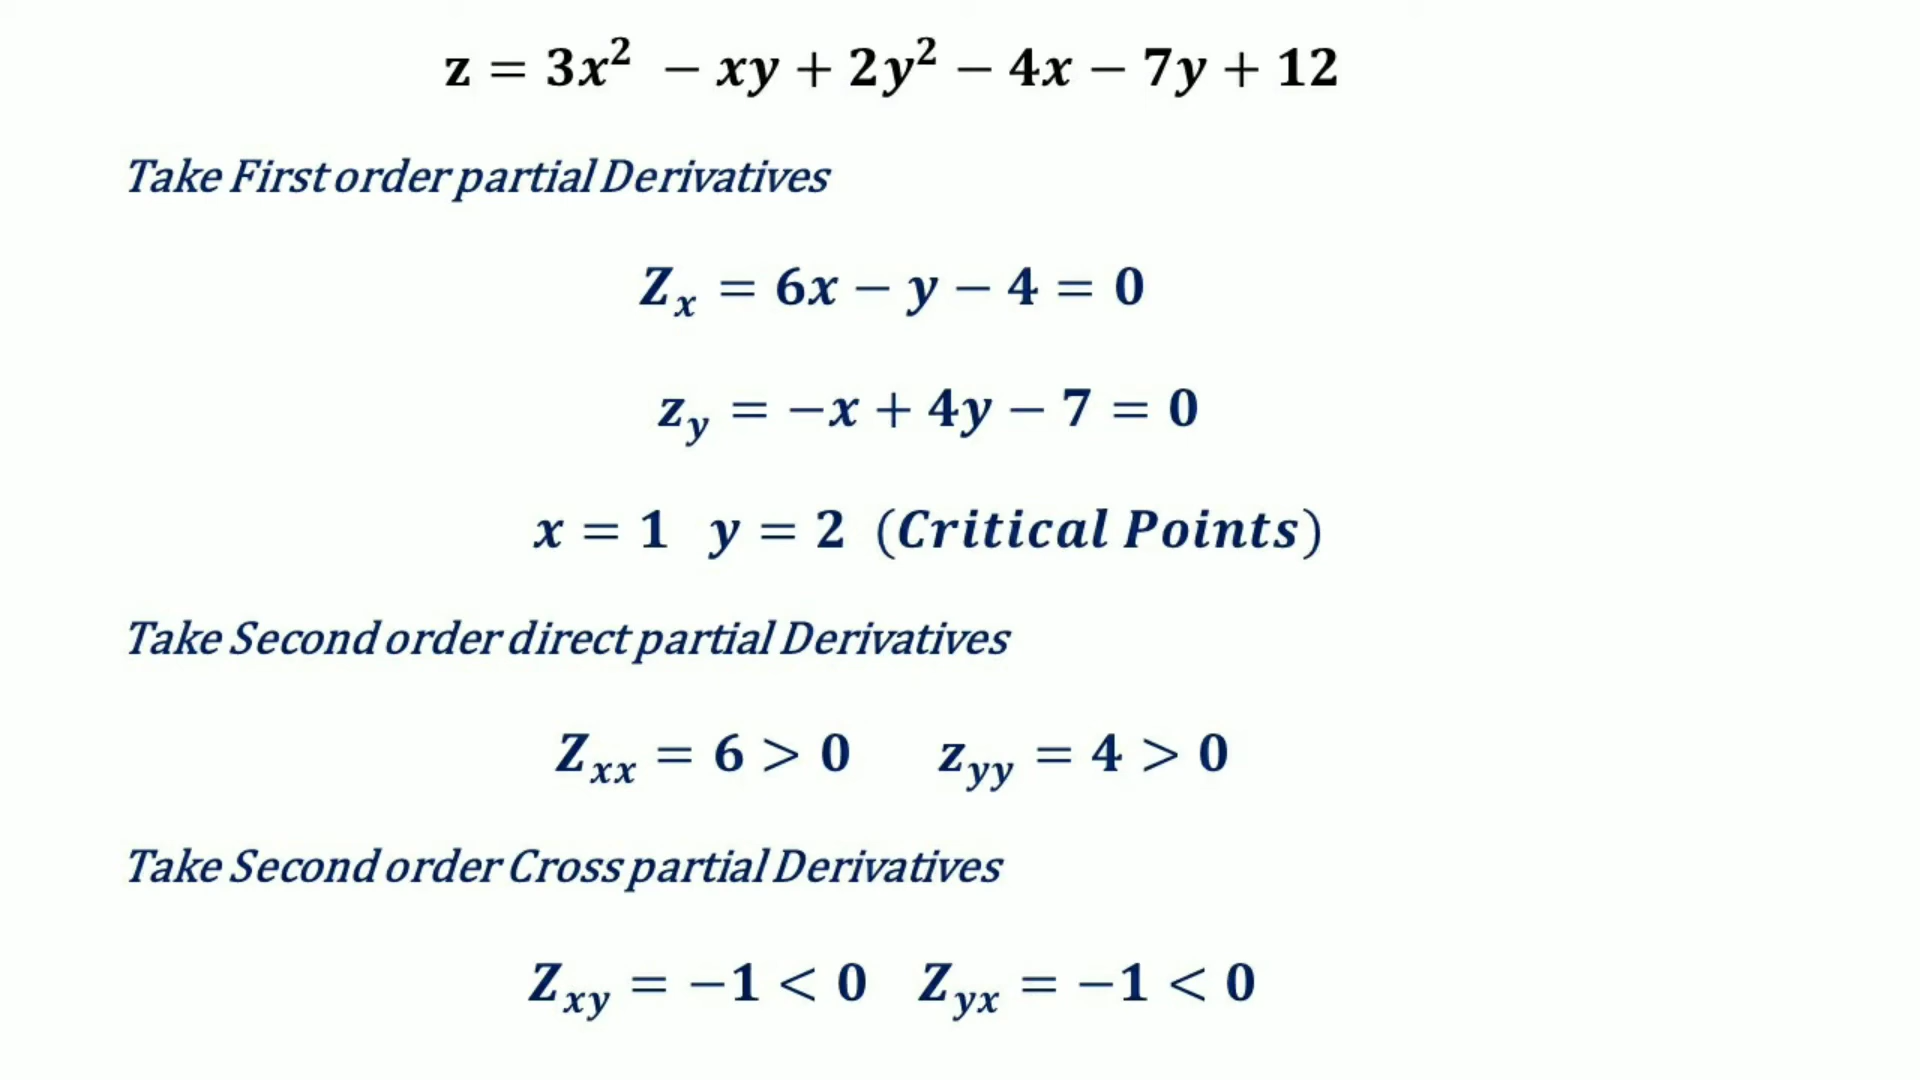 z = 3x² − xy + 2y² − 4x − 7y + 12
Take First order partial Derivatives
Zₓ = 6x − y − 4 = 0
z_y = −x + 4y − 7 = 0
x = 1 y = 2 (Critical Points)
Take Second order direct partial Derivatives
Z_xx = 6 > 0 z_yy = 4 > 0
Take Second order Cross partial Derivatives
Z_xy = −1 < 0 Z_yx = −1 < 0